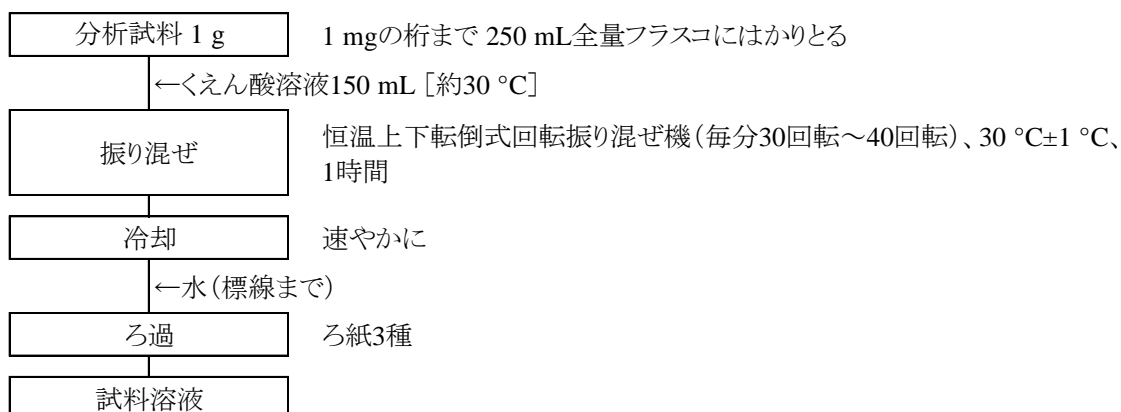 分析試料 1 g
1 mgの桁まで 250 mL全量フラスコにはかりとる
←くえん酸溶液150 mL [約30 °C]
振り混ぜ
恒温上下転倒式回転振り混ぜ機(毎分30回転～40回転)、30 °C±1 °C、
1時間
冷却
速やかに
←水(標線まで)
ろ過
ろ紙3種
試料溶液